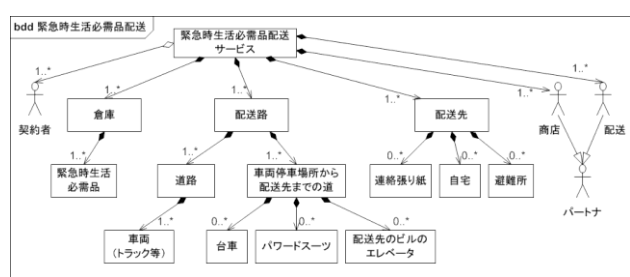 bdd 緊急時生活必需品配送
緊急時生活必需品配送
サービス
1..*
1..*
1..*
1..*
1..*
1..*
契約者
倉庫
配送路
配送先
商店
配送
1..*
1..*
1..*
0..*
0..*
0..*
緊急時生活
必需品
道路
車両停車場所から
配送先までの道
連絡張り紙
自宅
避難所
パートナ
1..*
0..*
0..*
0..*
車両
(トラック等)
台車
パワードスーツ
配送先のビルの
エレベータ